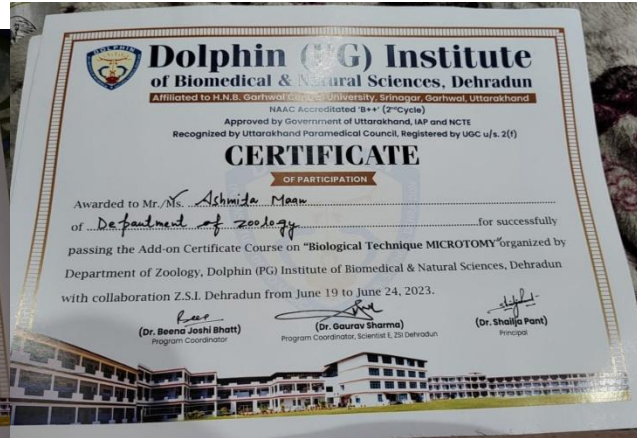 DOLPHIN
Dolphin (PG) Institute
of Biomedical & Natural Sciences, Dehradun
Affiliated to H.N.B. Garhwal University, Srinagar, Garhwal, Uttarakhand
NAAC Accreditated 'B++' (2ndCycle)
Approved by Government of Uttarakhand, IAP and NCTE
Recognized by Uttarakhand Paramedical Council, Registered by UGC u/s. 2(f)
CERTIFICATE
OF PARTICIPATION
Awarded to Mr./Ms. Ashmita Maan
of Department of zoology for successfully
passing the Add-on Certificate Course on "Biological Technique MICROTOMY" organized by
Department of Zoology, Dolphin (PG) Institute of Biomedical & Natural Sciences, Dehradun
with collaboration Z.S.I. Dehradun from June 19 to June 24, 2023.
(Dr. Beena Joshi Bhatt) (Dr. Gaurav Sharma) (Dr. Shailja Pant)
Program Coordinator Program Coordinator, Scientist E, ZSI Dehradun Principal